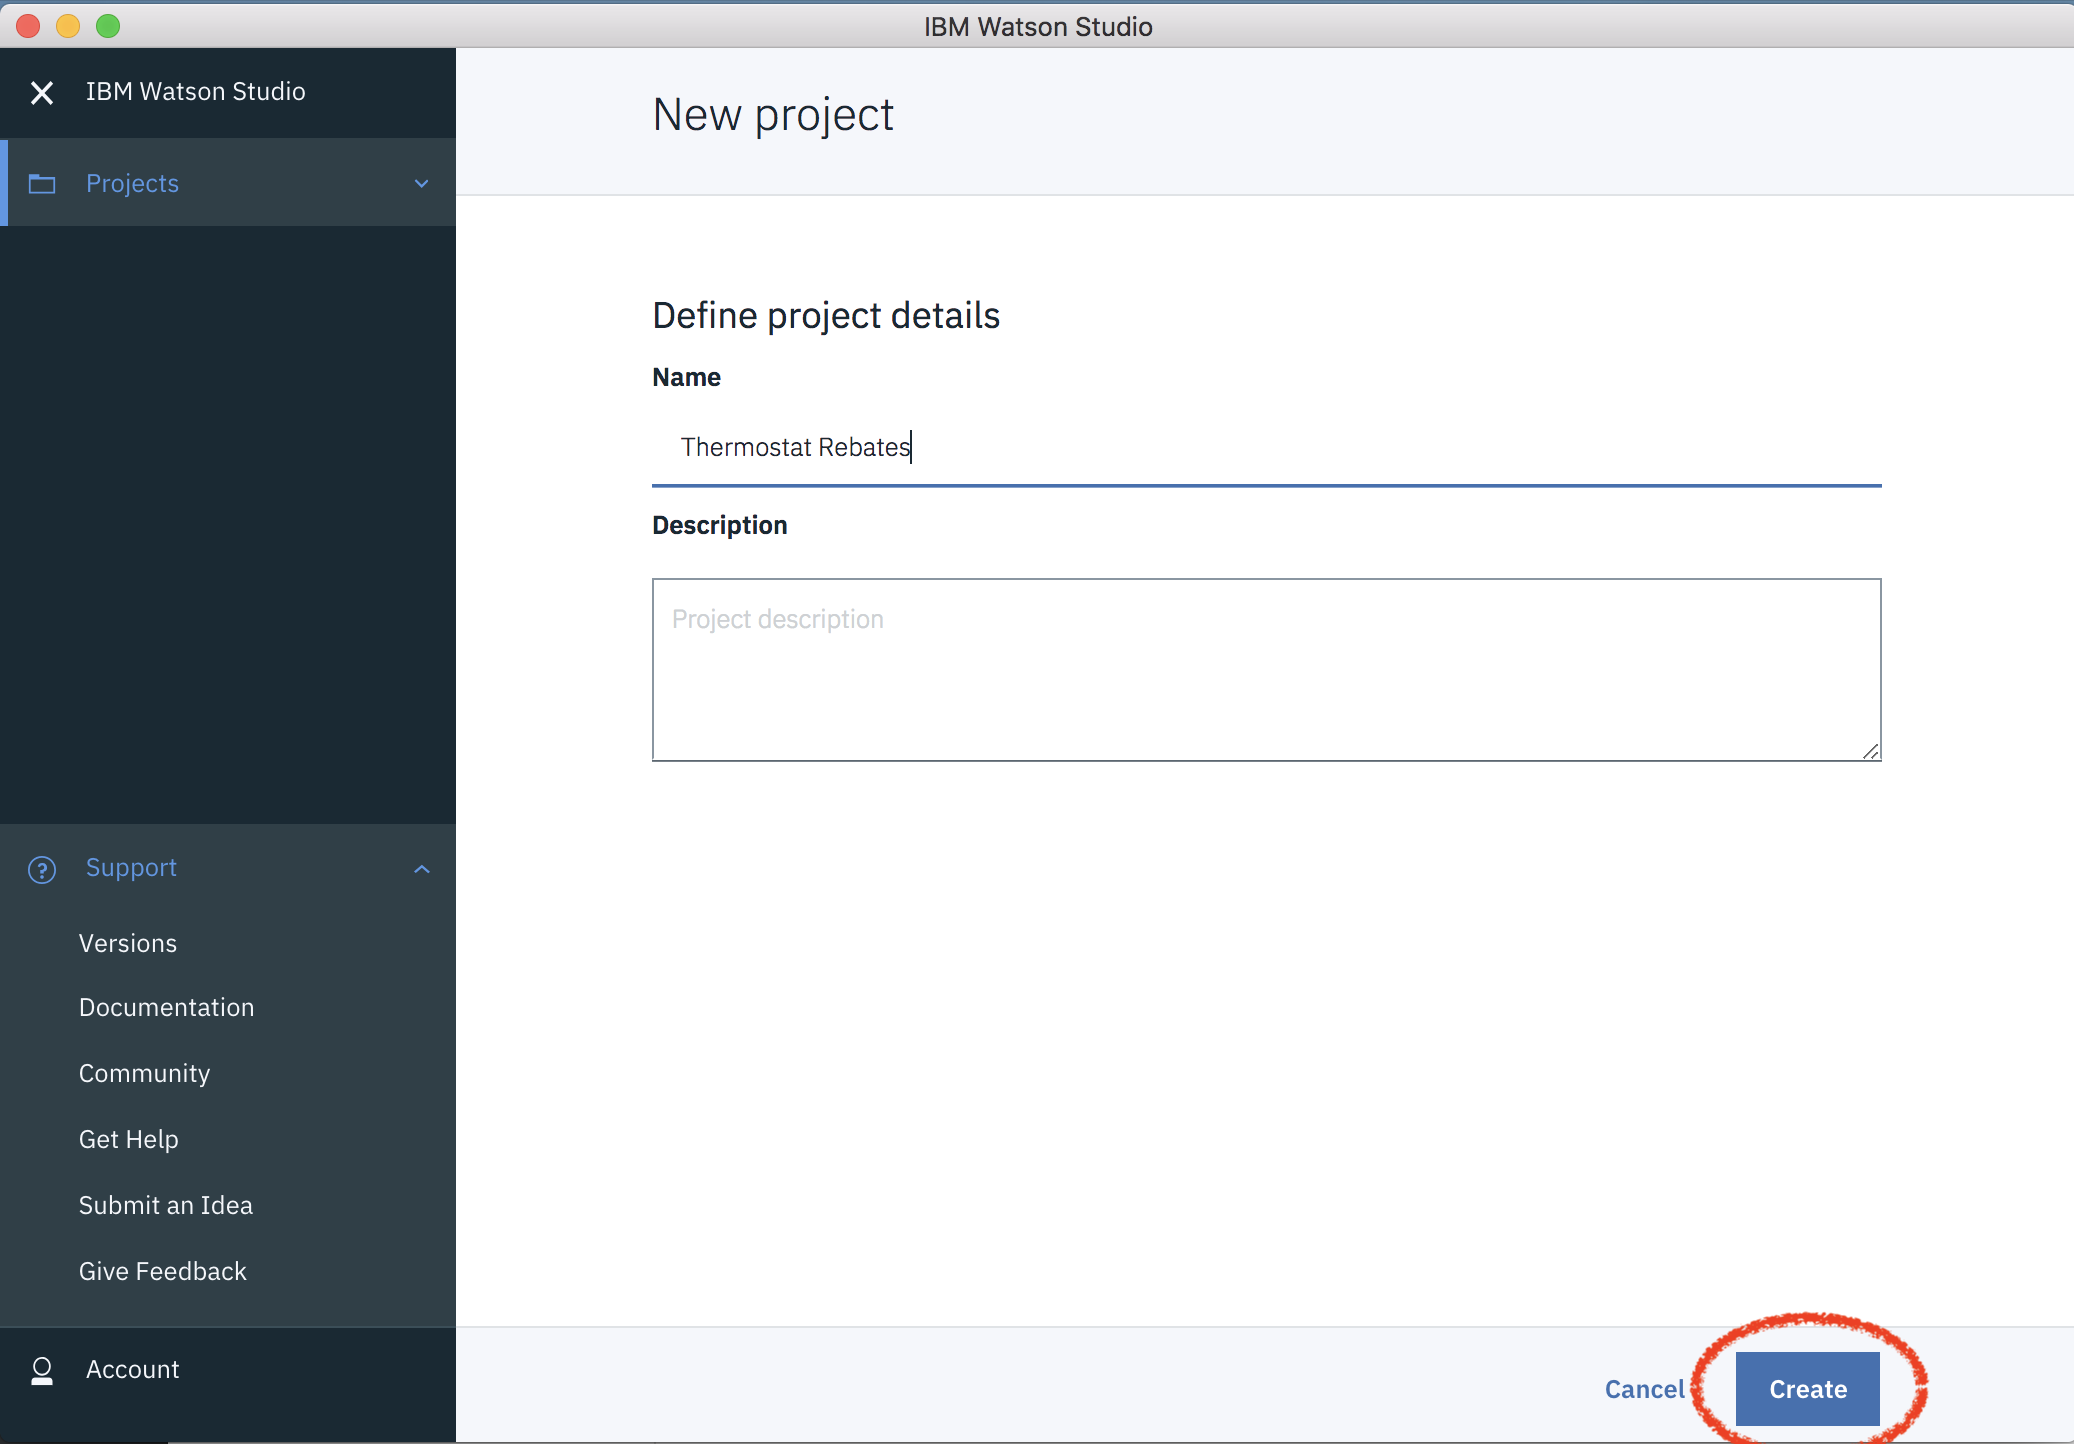 IBM Watson Studio
IBM Watson Studio
Projects
Support
Versions
Documentation
Community
Get Help
Submit an Idea
Give Feedback
Account
New project
Define project details
Name
Thermostat Rebates
Description
Project description
Cancel
Create